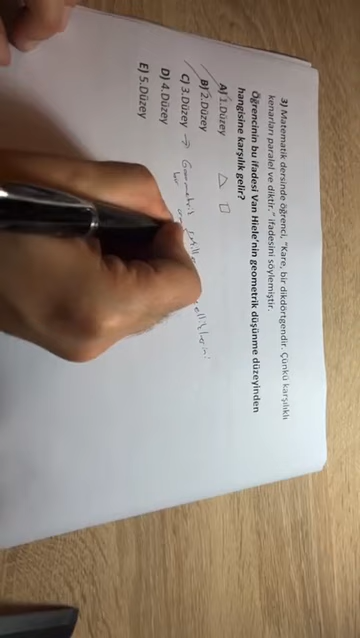 3) Matematik dersinde öğrenci, "Kare, bir dikdörtgendir. Çünkü karşılıklı
kenarları paralel ve diktir." ifadesini söylemiştir.
Öğrencinin bu ifadesi Van Hiele'nin geometrik düşünme düzeyinden
hangisine karşılık gelir?
A) 1.Düzey
B) 2.Düzey
C) 3.Düzey → Geometrik
D) 4.Düzey
E) 5.Düzey